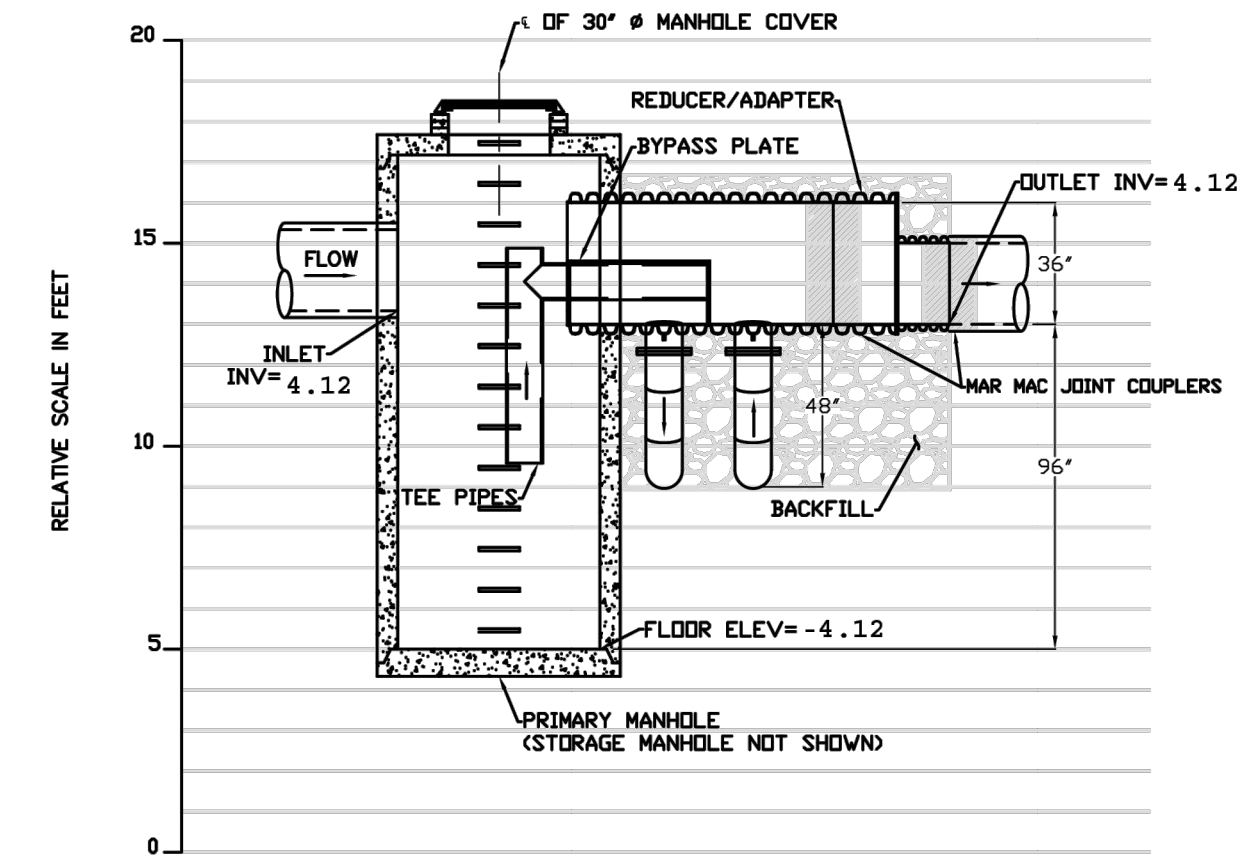 ℄ OF 30" Ø MANHOLE COVER
20
REDUCER/ADAPTER
BYPASS PLATE
OUTLET INV= 4.12
15
FLOW
36"
INLET
INV= 4.12
MAR MAC JOINT COUPLERS
48"
10
96"
TEE PIPES
BACKFILL
RELATIVE SCALE IN FEET
FLOOR ELEV= -4.12
5
PRIMARY MANHOLE
(STORAGE MANHOLE NOT SHOWN)
0